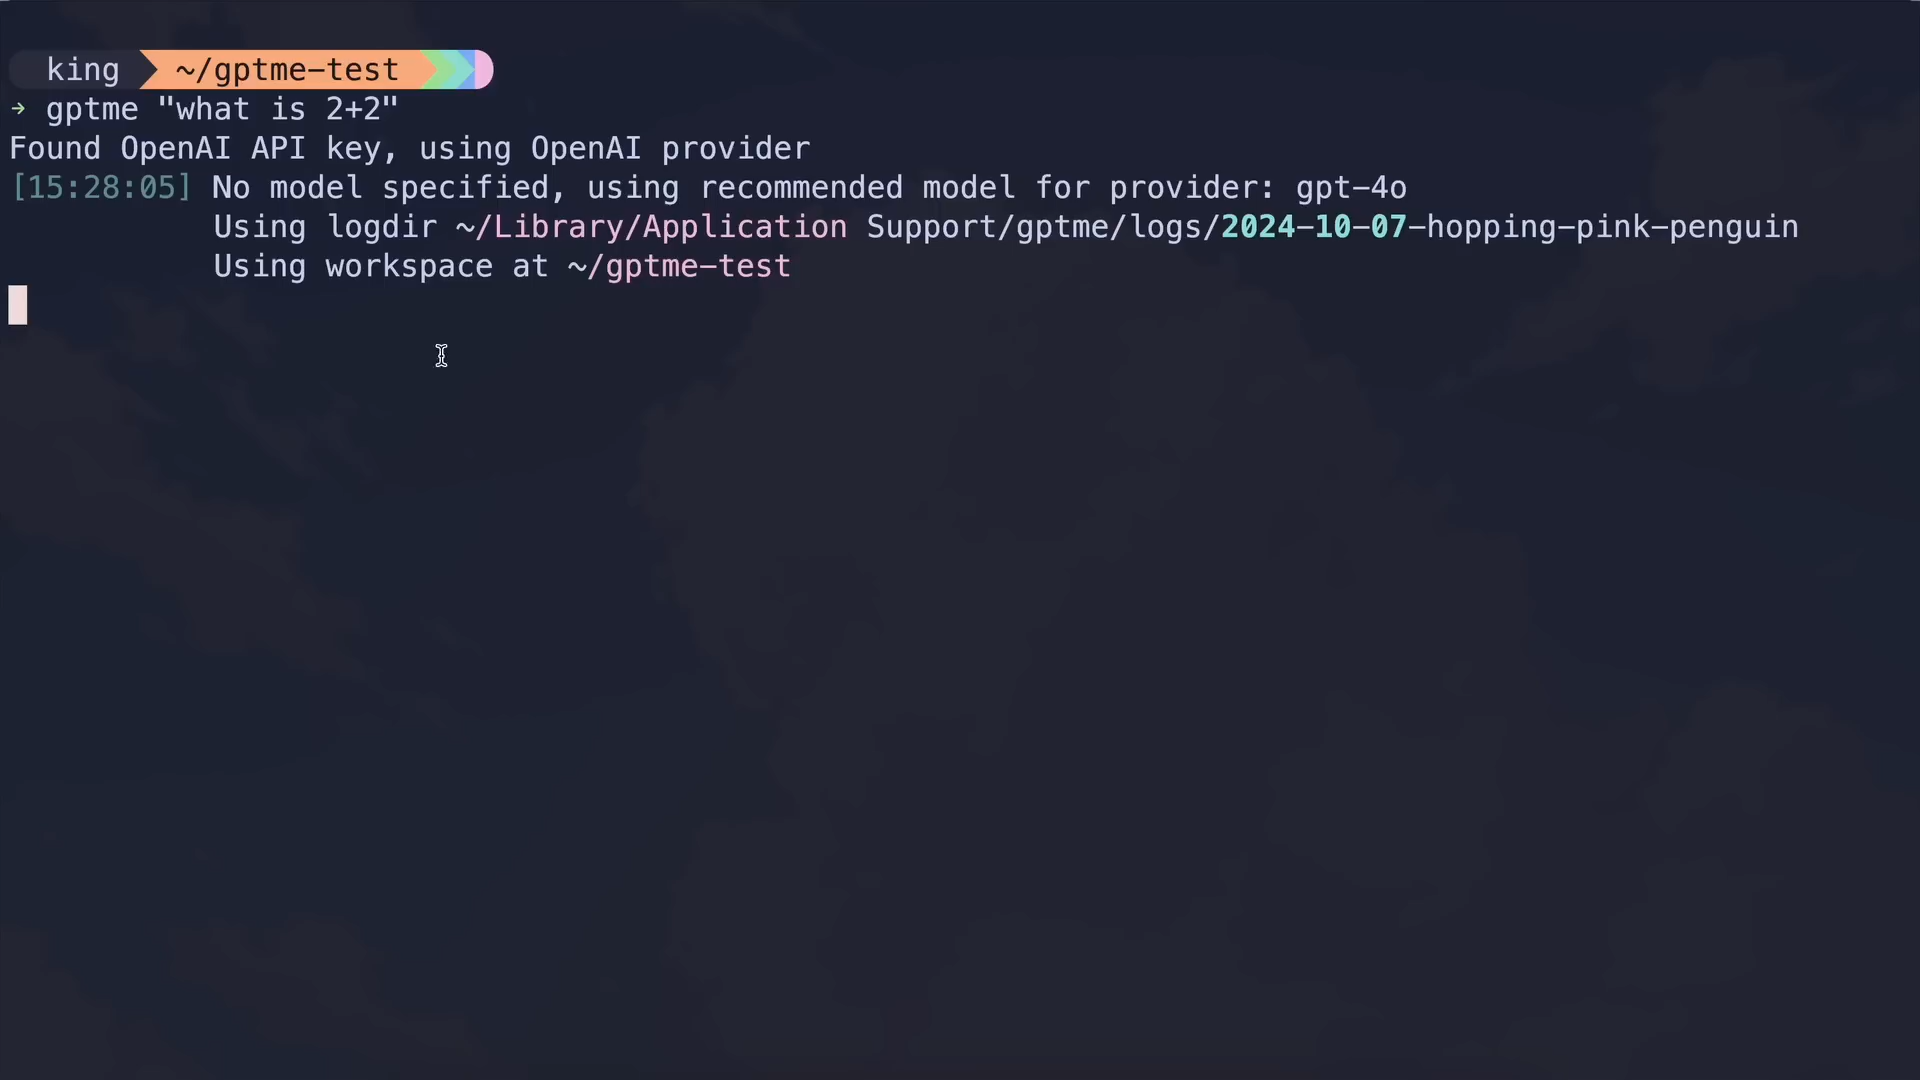 king ~/gptme-test
→ gptme "what is 2+2"
Found OpenAI API key, using OpenAI provider
[15:28:05] No model specified, using recommended model for provider: gpt-4o
Using logdir ~/Library/Application Support/gptme/logs/2024-10-07-hopping-pink-penguin
Using workspace at ~/gptme-test